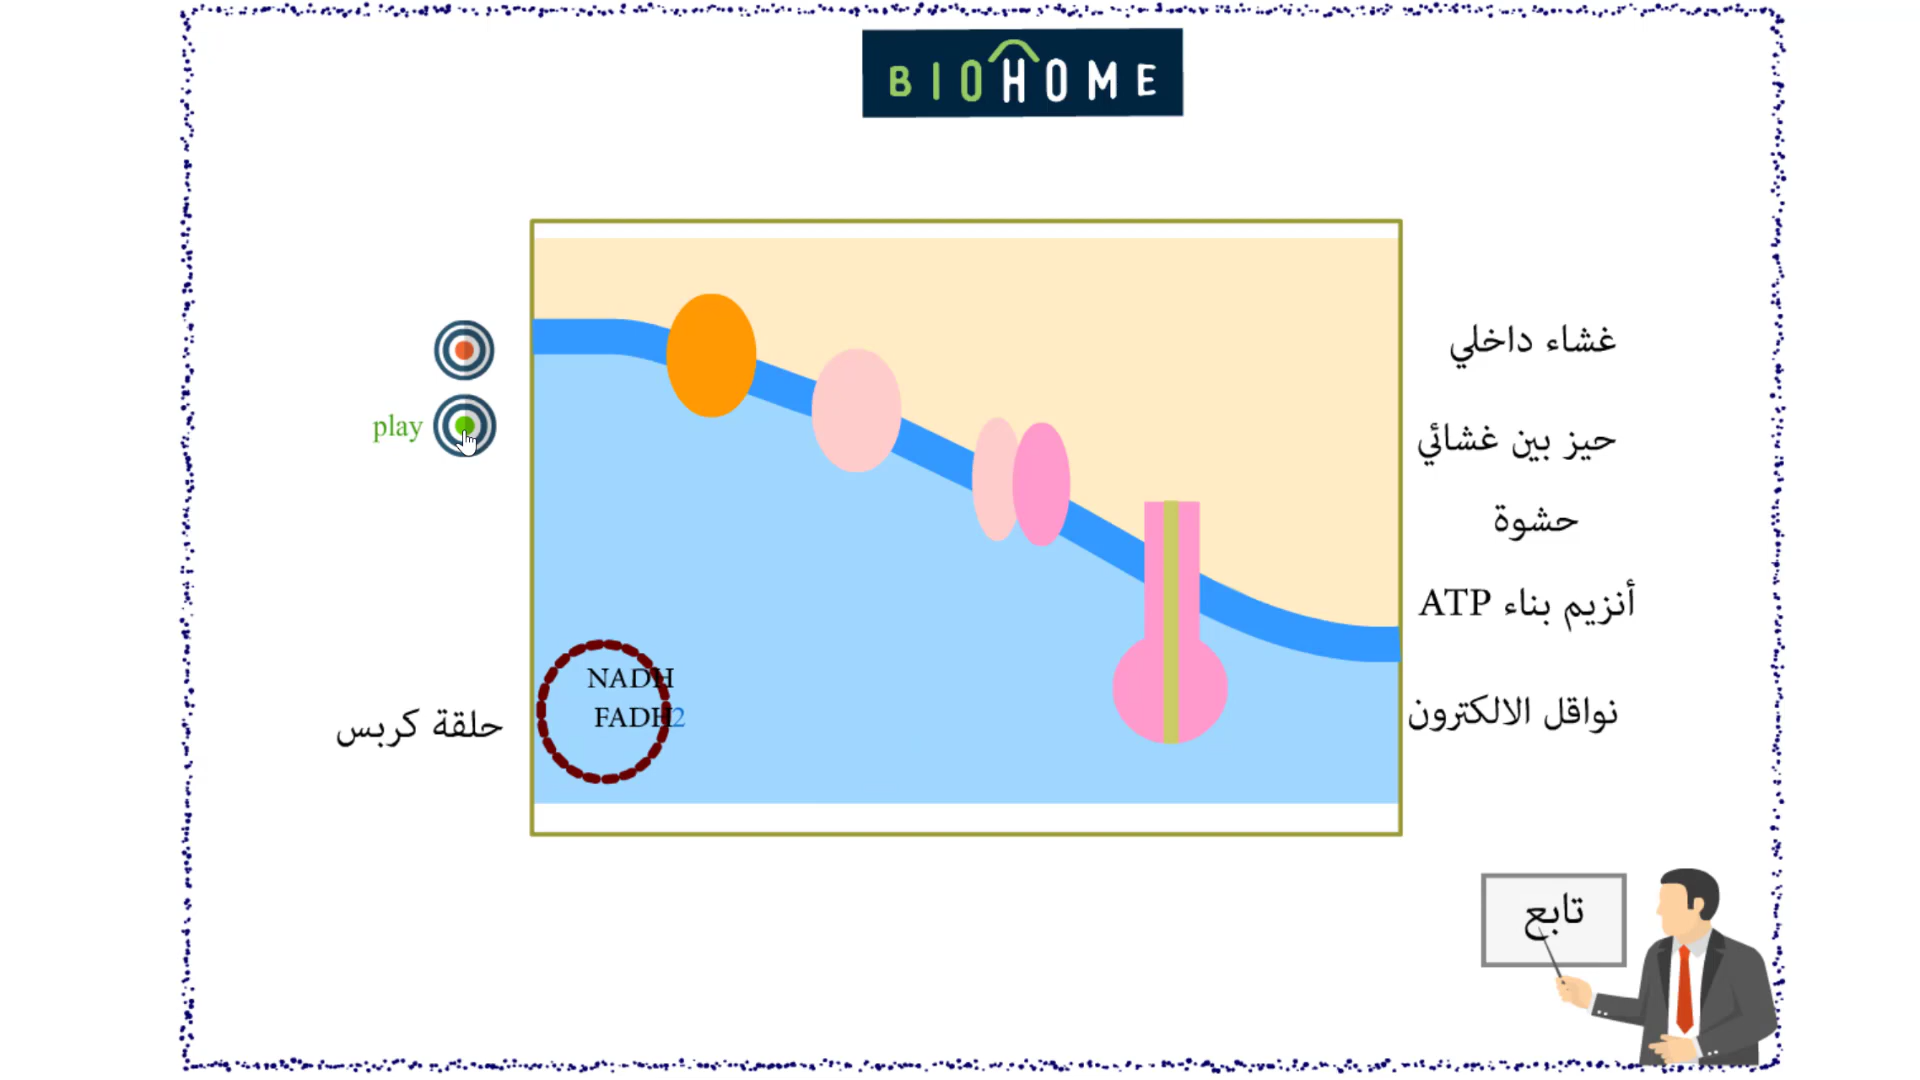 BIOHOME
غشاء داخلي
play
حيز بين غشائي
حشوة
أنزيم بناء ATP
NADH
FADH2
نواقل الالكترون
حلقة كربس
تابع